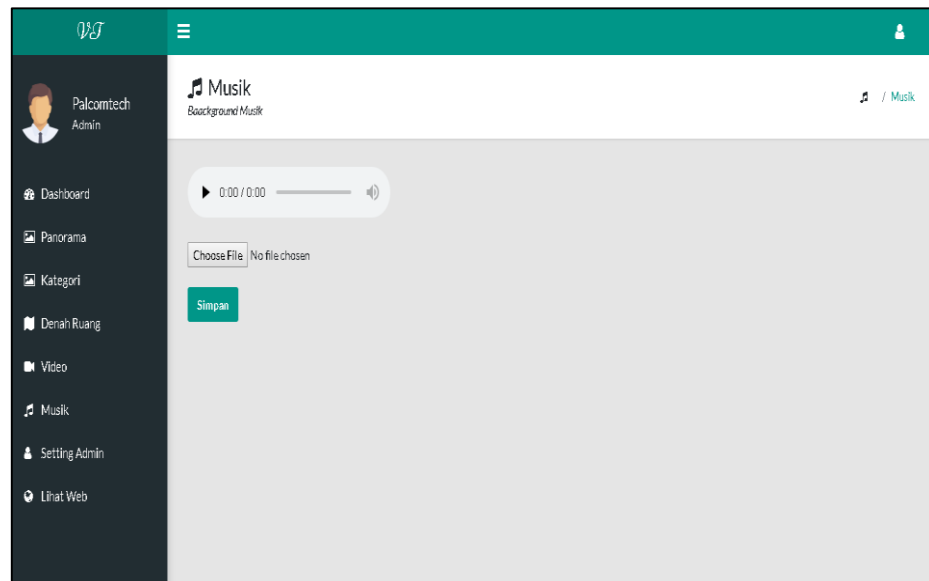 VT
Palcomtech
Admin
Dashboard
Panorama
Kategori
Denah Ruang
Video
Musik
Setting Admin
Lihat Web
Musik
Baackground Musik
/ Musik
0:00 / 0:00
Choose File No file chosen
Simpan